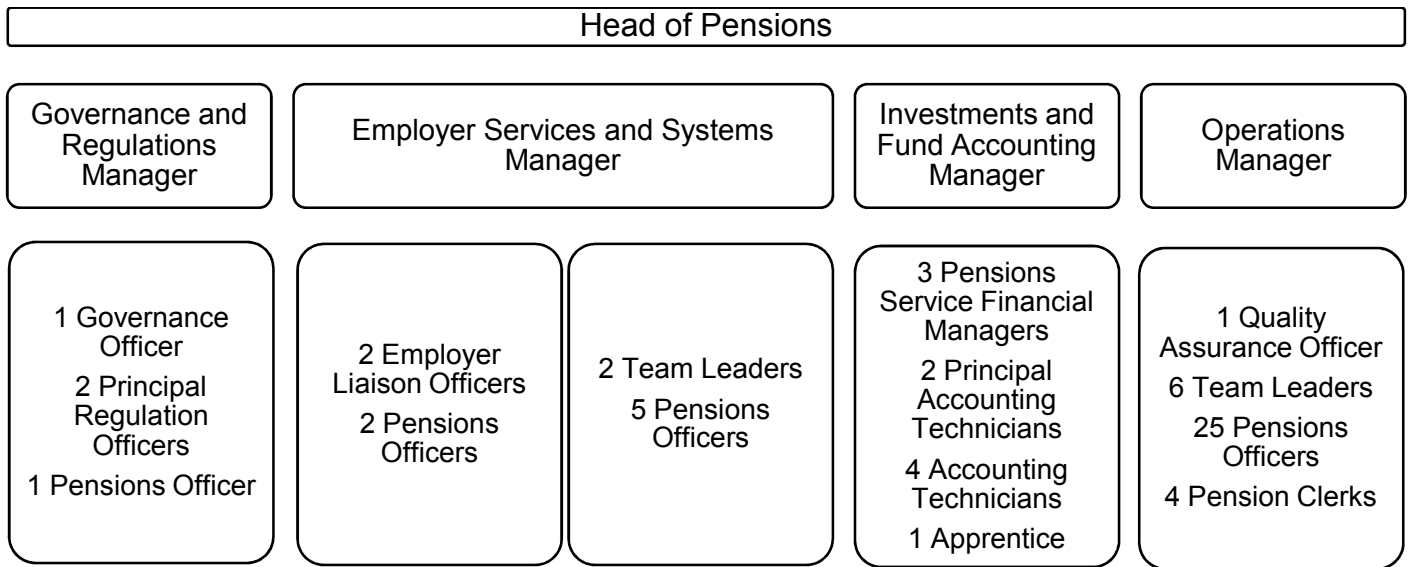 Head of Pensions
Governance and
Regulations
Manager
Employer Services and Systems
Manager
Investments and
Fund Accounting
Manager
Operations
Manager
1 Governance
Officer
2 Principal
Regulation
Officers
1 Pensions Officer
2 Employer
Liaison Officers
2 Pensions
Officers
2 Team Leaders
5 Pensions
Officers
3 Pensions
Service Financial
Managers
2 Principal
Accounting
Technicians
4 Accounting
Technicians
1 Apprentice
1 Quality
Assurance Officer
6 Team Leaders
25 Pensions
Officers
4 Pension Clerks